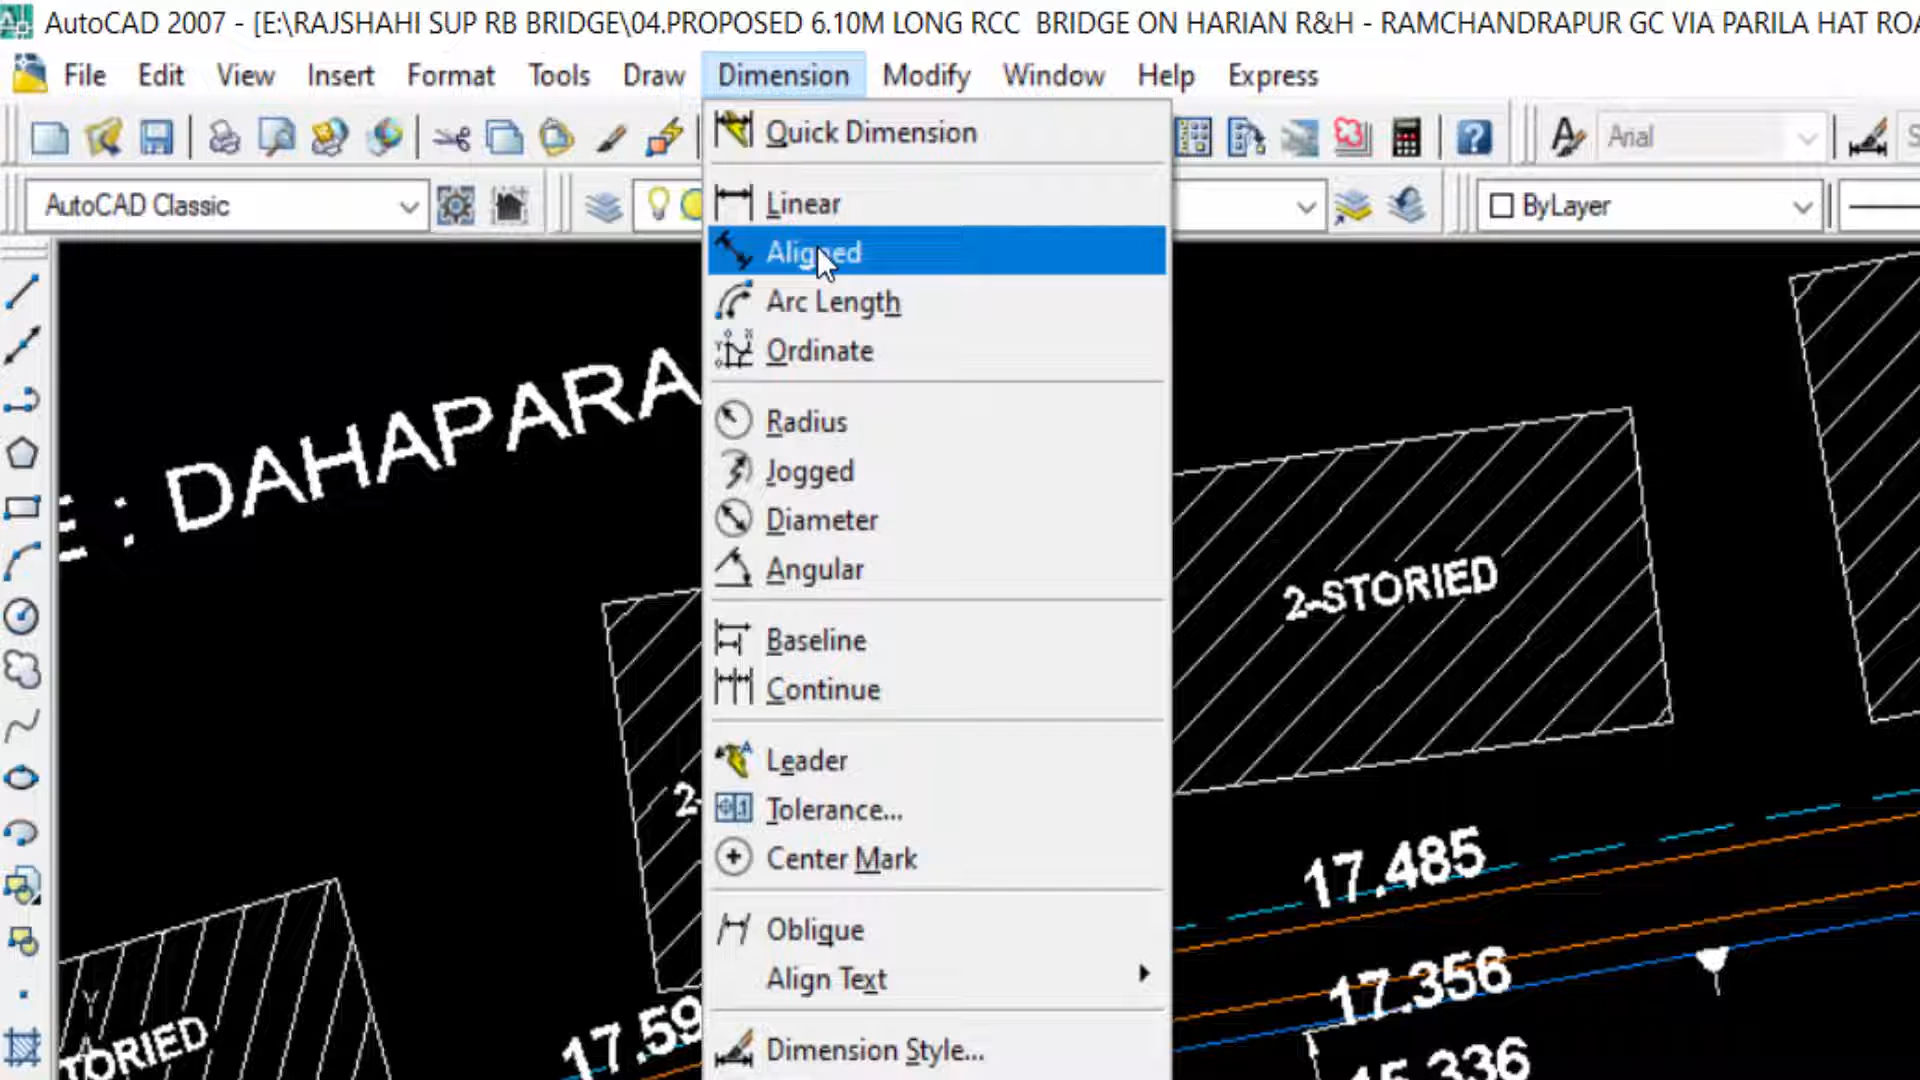 AutoCAD 2007 - [E:\RAJSHAHI SUP RB BRIDGE\04.PROPOSED 6.10M LONG RCC  BRIDGE ON HARIAN R&H - RAMCHANDRAPUR GC VIA PARILA HAT ROA
File Edit View Insert Format Tools Draw Dimension Modify Window Help Express
Arial
AutoCAD Classic
ByLayer
Quick Dimension
Linear
Aligned
Arc Length
Ordinate
Radius
Jogged
Diameter
Angular
Baseline
Continue
Leader
Tolerance...
Center Mark
Oblique
Align Text
Dimension Style...
E : DAHAPARA
2-STORIED
2-
17.485
17.356
17.59
TORIED
15.336